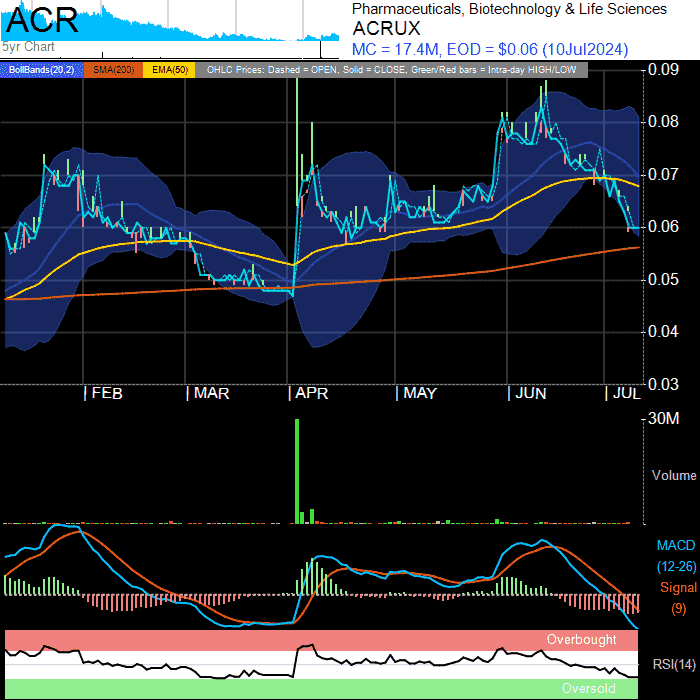 ACR
5yr Chart
Pharmaceuticals, Biotechnology & Life Sciences
ACRUX
MC = 17.4M, EOD = $0.06 (10Jul2024)
BollBands(20,2) SMA(200) EMA(50) OHLC Prices: Dashed = OPEN, Solid = CLOSE, Green/Red bars = Intra-day HIGH/LOW
0.09
0.08
0.07
0.06
0.05
0.04
0.03
FEB MAR APR MAY JUN JUL
30M
Volume
MACD
(12-26)
Signal
(9)
Overbought
RSI(14)
Oversold